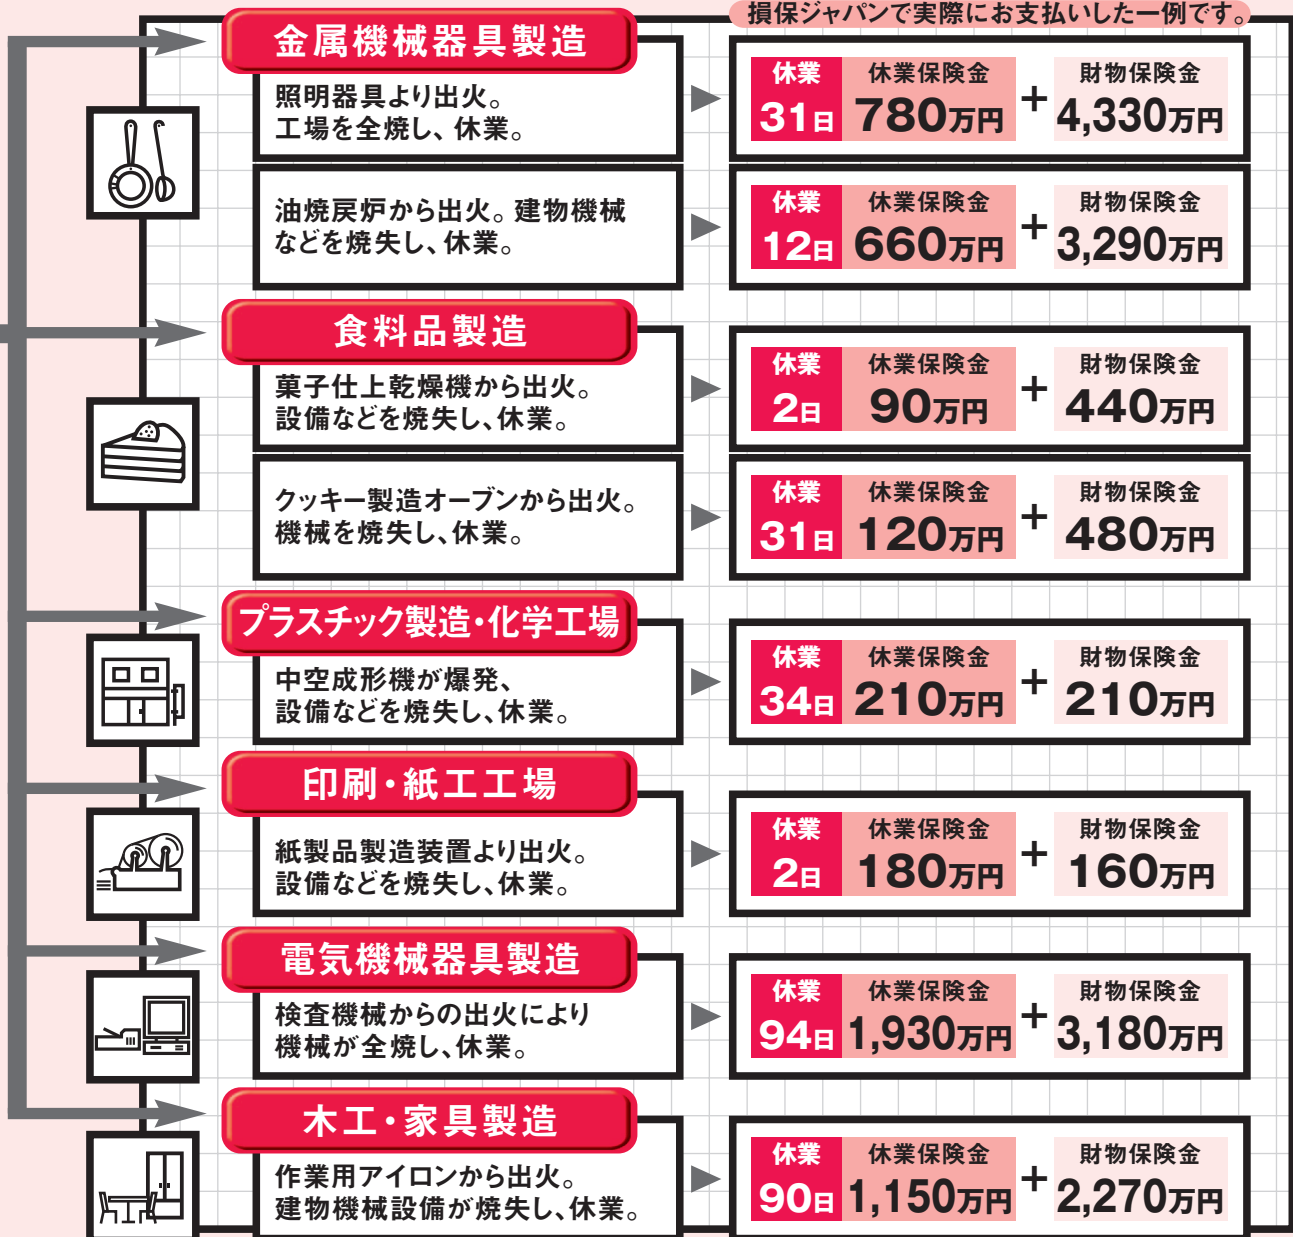 損保ジャパンで実際にお支払いした一例です。
金属機械器具製造
照明器具より出火。
工場を全焼し、休業。
休業
31日
休業保険金
780万円
+
財物保険金
4,330万円
油焼戻炉から出火。建物機械
などを焼失し、休業。
休業
12日
休業保険金
660万円
+
財物保険金
3,290万円
食料品製造
菓子仕上乾燥機から出火。
設備などを焼失し、休業。
休業
2日
休業保険金
90万円
+
財物保険金
440万円
クッキー製造オーブンから出火。
機械を焼失し、休業。
休業
31日
休業保険金
120万円
+
財物保険金
480万円
プラスチック製造・化学工場
中空成形機が爆発、
設備などを焼失し、休業。
休業
34日
休業保険金
210万円
+
財物保険金
210万円
印刷・紙工工場
紙製品製造装置より出火。
設備などを焼失し、休業。
休業
2日
休業保険金
180万円
+
財物保険金
160万円
電気機械器具製造
検査機械からの出火により
機械が全焼し、休業。
休業
94日
休業保険金
1,930万円
+
財物保険金
3,180万円
木工・家具製造
作業用アイロンから出火。
建物機械設備が焼失し、休業。
休業
90日
休業保険金
1,150万円
+
財物保険金
2,270万円